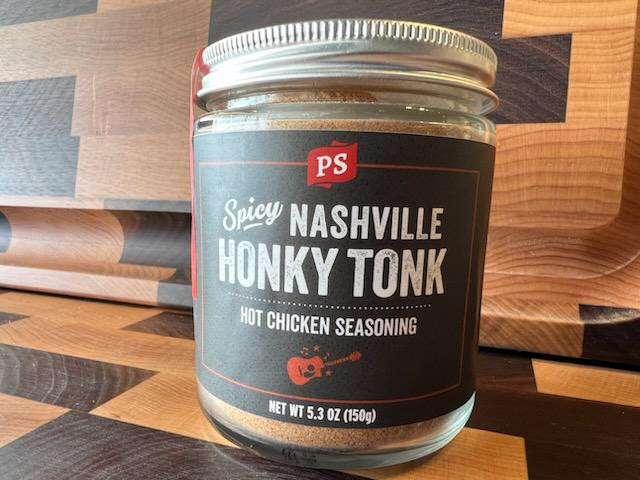 PS
Spicy NASHVILLE
HONKY TONK
HOT CHICKEN SEASONING
NET WT 5.3 OZ (150g)